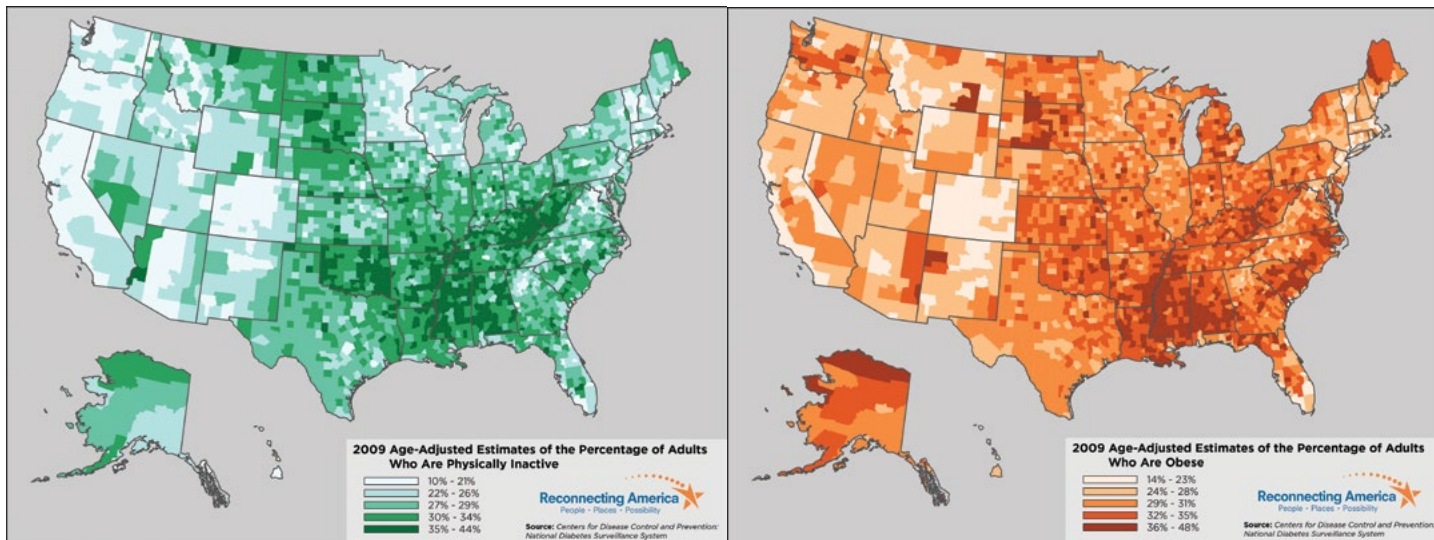 2009 Age-Adjusted Estimates of the Percentage of Adults
Who Are Physically Inactive
10% - 21%
22% - 26%
27% - 29%
30% - 34%
35% - 44%
Reconnecting America
People · Places · Possibility
Source: Centers for Disease Control and Prevention:
National Diabetes Surveillance System
2009 Age-Adjusted Estimates of the Percentage of Adults
Who Are Obese
14% - 23%
24% - 28%
29% - 31%
32% - 35%
36% - 48%
Reconnecting America
People · Places · Possibility
Source: Centers for Disease Control and Prevention:
National Diabetes Surveillance System